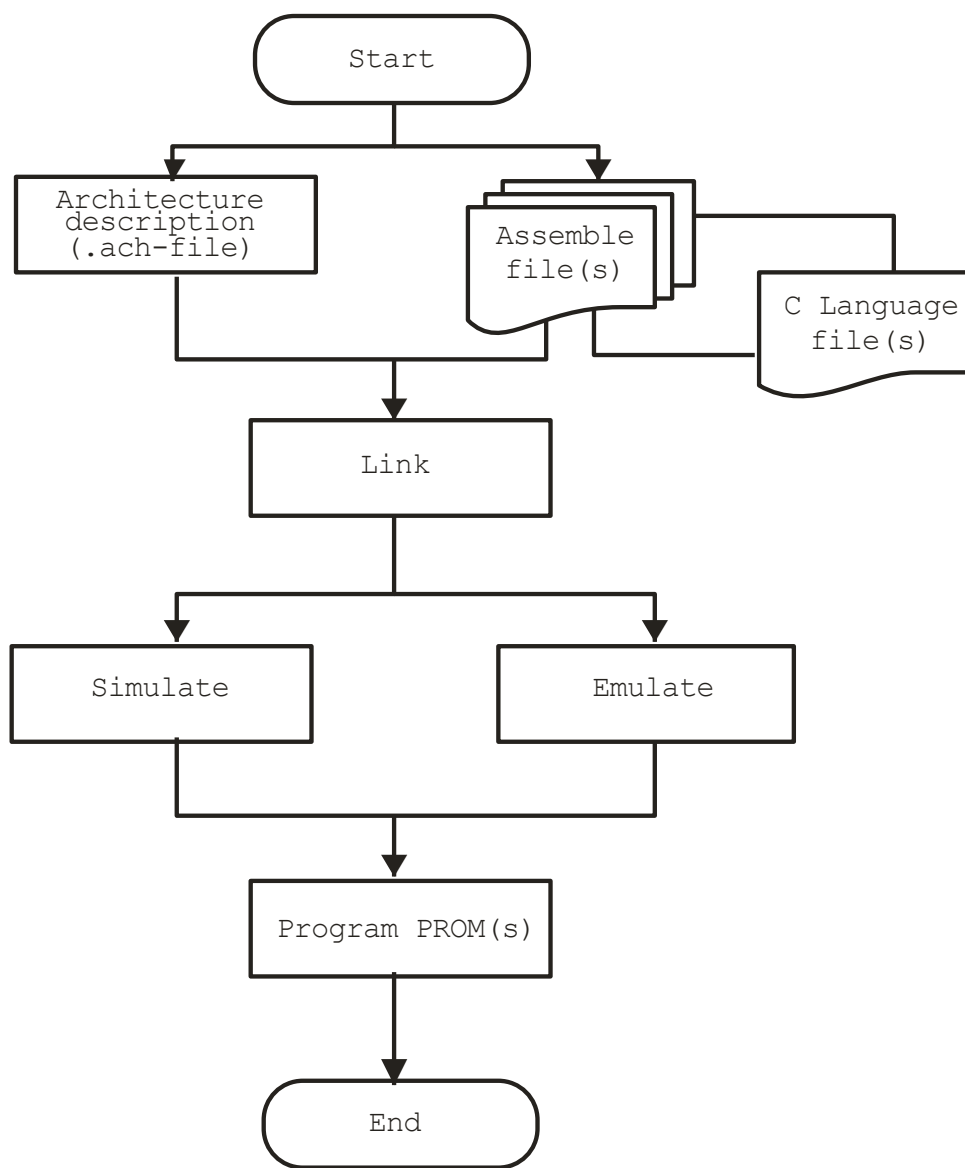 Start
Architecture
description
(.ach-file)
Assemble
file(s)
C Language
file(s)
Link
Simulate
Emulate
Program PROM(s)
End